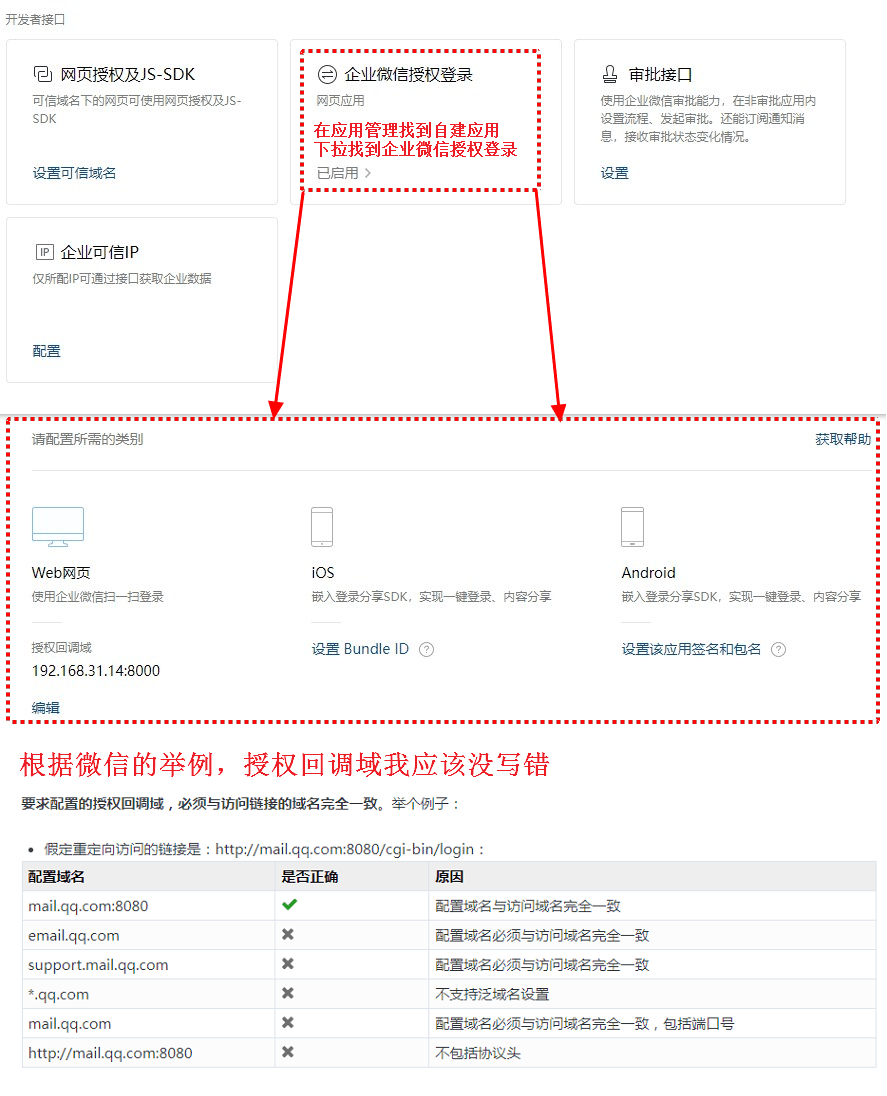 开发者接口
网页授权及JS-SDK
可信域名下的网页可使用网页授权及JS-
SDK
设置可信域名
企业微信授权登录
网页应用
在应用管理找到自建应用
下拉找到企业微信授权登录
已启用 >
审批接口
使用企业微信审批能力，在非审批应用内
设置流程、发起审批。还能订阅通知消
息，接收审批状态变化情况。
设置
IP 企业可信IP
仅所配IP可通过接口获取企业数据
配置
请配置所需的类别 获取帮助
Web网页
使用企业微信扫一扫登录
授权回调域
192.168.31.14:8000
编辑
iOS
嵌入登录分享SDK，实现一键登录、内容分享
设置 Bundle ID ?
Android
嵌入登录分享SDK，实现一键登录、内容分享
设置该应用签名和包名 ?
根据微信的举例，授权回调域我应该没写错
要求配置的授权回调域，必须与访问链接的域名完全一致。举个例子：
• 假定重定向访问的链接是：http://mail.qq.com:8080/cgi-bin/login：
配置域名 是否正确 原因
mail.qq.com:8080 ✔ 配置域名与访问域名完全一致
email.qq.com ✖ 配置域名必须与访问域名完全一致
support.mail.qq.com ✖ 配置域名必须与访问域名完全一致
*.qq.com ✖ 不支持泛域名设置
mail.qq.com ✖ 配置域名必须与访问域名完全一致，包括端口号
http://mail.qq.com:8080 ✖ 不包括协议头